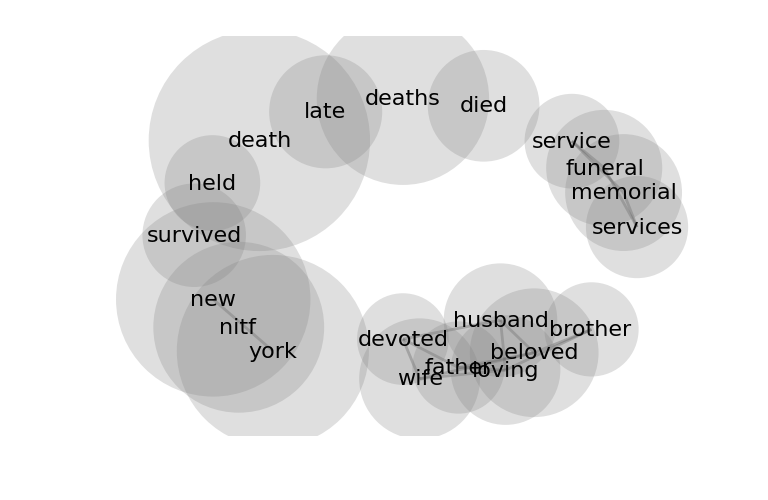 deaths
died
late
death
service
funeral
held
memorial
services
survived
new
nitf
york
husband
brother
devoted
beloved
father
loving
wife